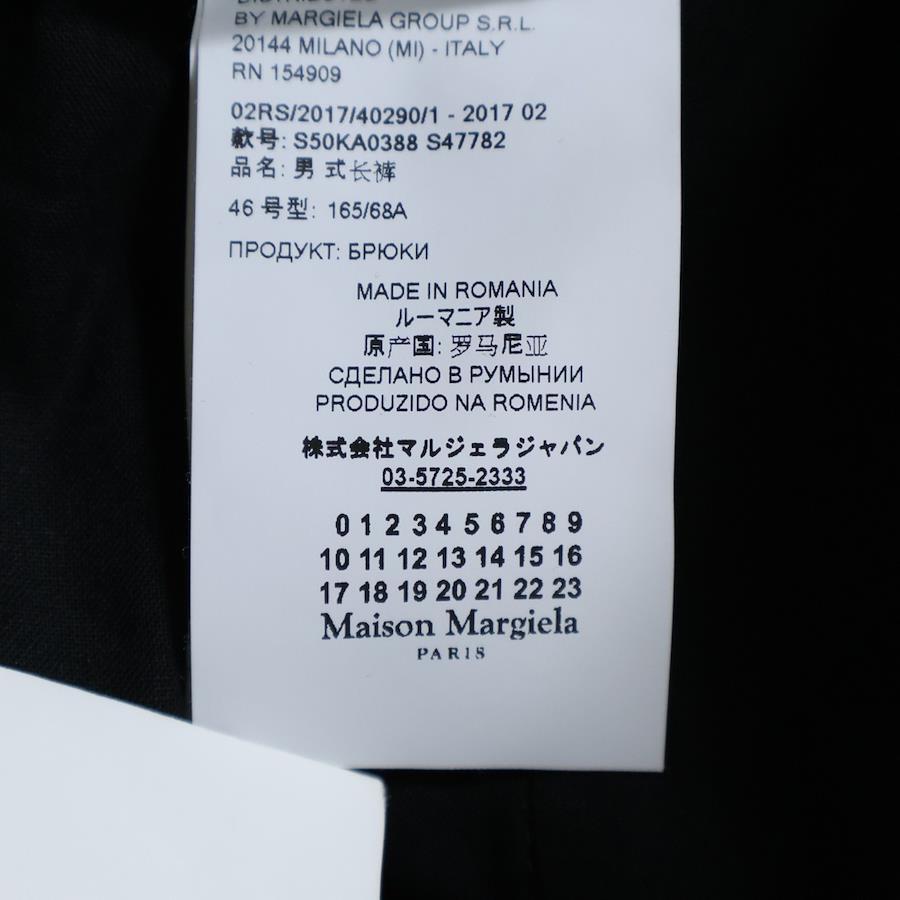 DISTRIBUTED
BY MARGIELA GROUP S.R.L.
20144 MILANO (MI) - ITALY
RN 154909
02RS/2017/40290/1 - 2017 02
款号: S50KA0388 S47782
品名: 男 式长裤
46 号型: 165/68A
ПРОДУКТ: БРЮКИ
MADE IN ROMANIA
ルーマニア製
原产国: 罗马尼亚
СДЕЛАНО В РУМЫНИИ
PRODUZIDO NA ROMENIA
株式会社マルジェラジャパン
03-5725-2333
0 1 2 3 4 5 6 7 8 9
10 11 12 13 14 15 16
17 18 19 20 21 22 23
Maison Margiela
PARIS